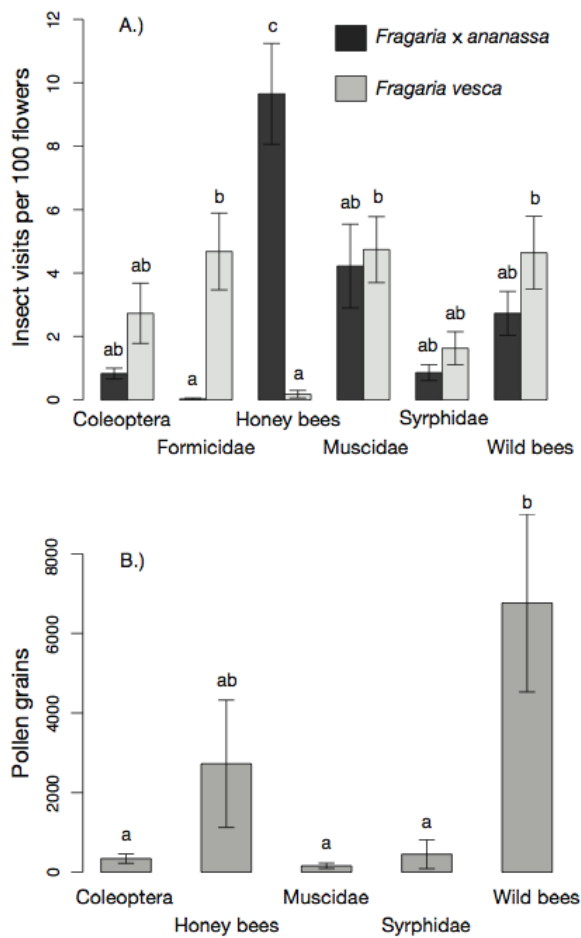 A.)
Fragaria x ananassa
Fragaria vesca
Insect visits per 100 flowers
12
10
8
6
4
2
0
ab
ab
a
b
c
a
ab
b
ab
ab
ab
b
Coleoptera
Honey bees
Syrphidae
Formicidae
Muscidae
Wild bees
B.)
Pollen grains
8000
6000
4000
2000
0
a
ab
a
a
b
Coleoptera
Muscidae
Wild bees
Honey bees
Syrphidae